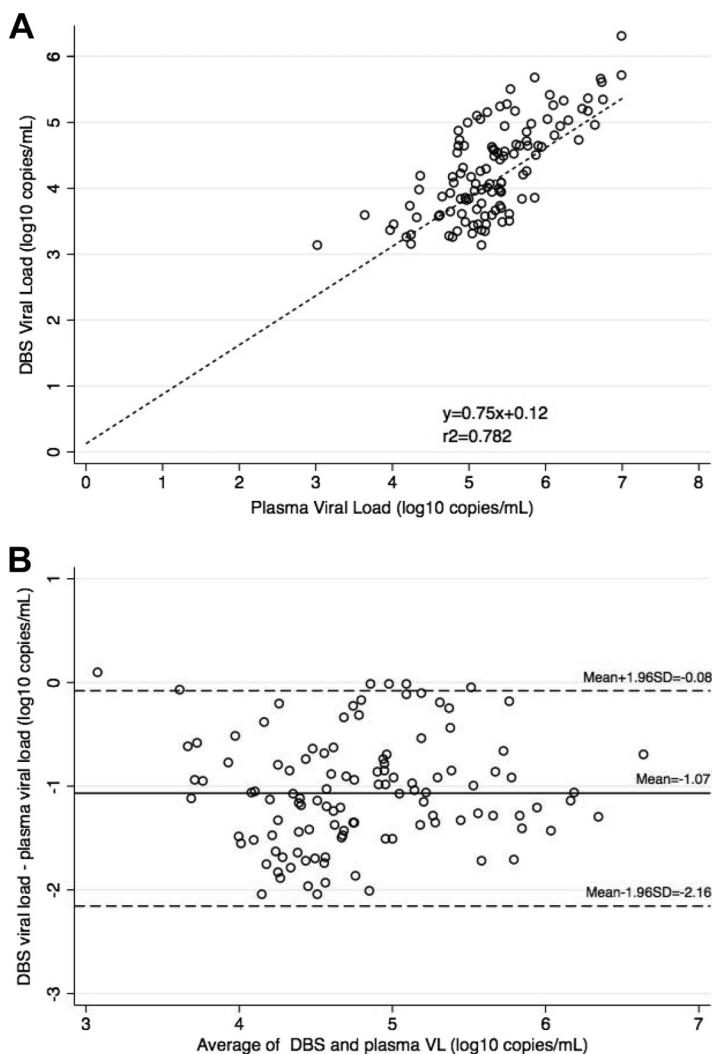 A
DBS Viral Load (log10 copies/mL)
6
5
4
3
2
1
0
y=0.75x+0.12
r2=0.782
0 1 2 3 4 5 6 7 8
Plasma Viral Load (log10 copies/mL)
B
DBS viral load - plasma viral load (log10 copies/mL)
1
0
-1
-2
-3
Mean+1.96SD=-0.08
Mean=-1.07
Mean-1.96SD=-2.16
3 4 5 6 7
Average of DBS and plasma VL (log10 copies/mL)